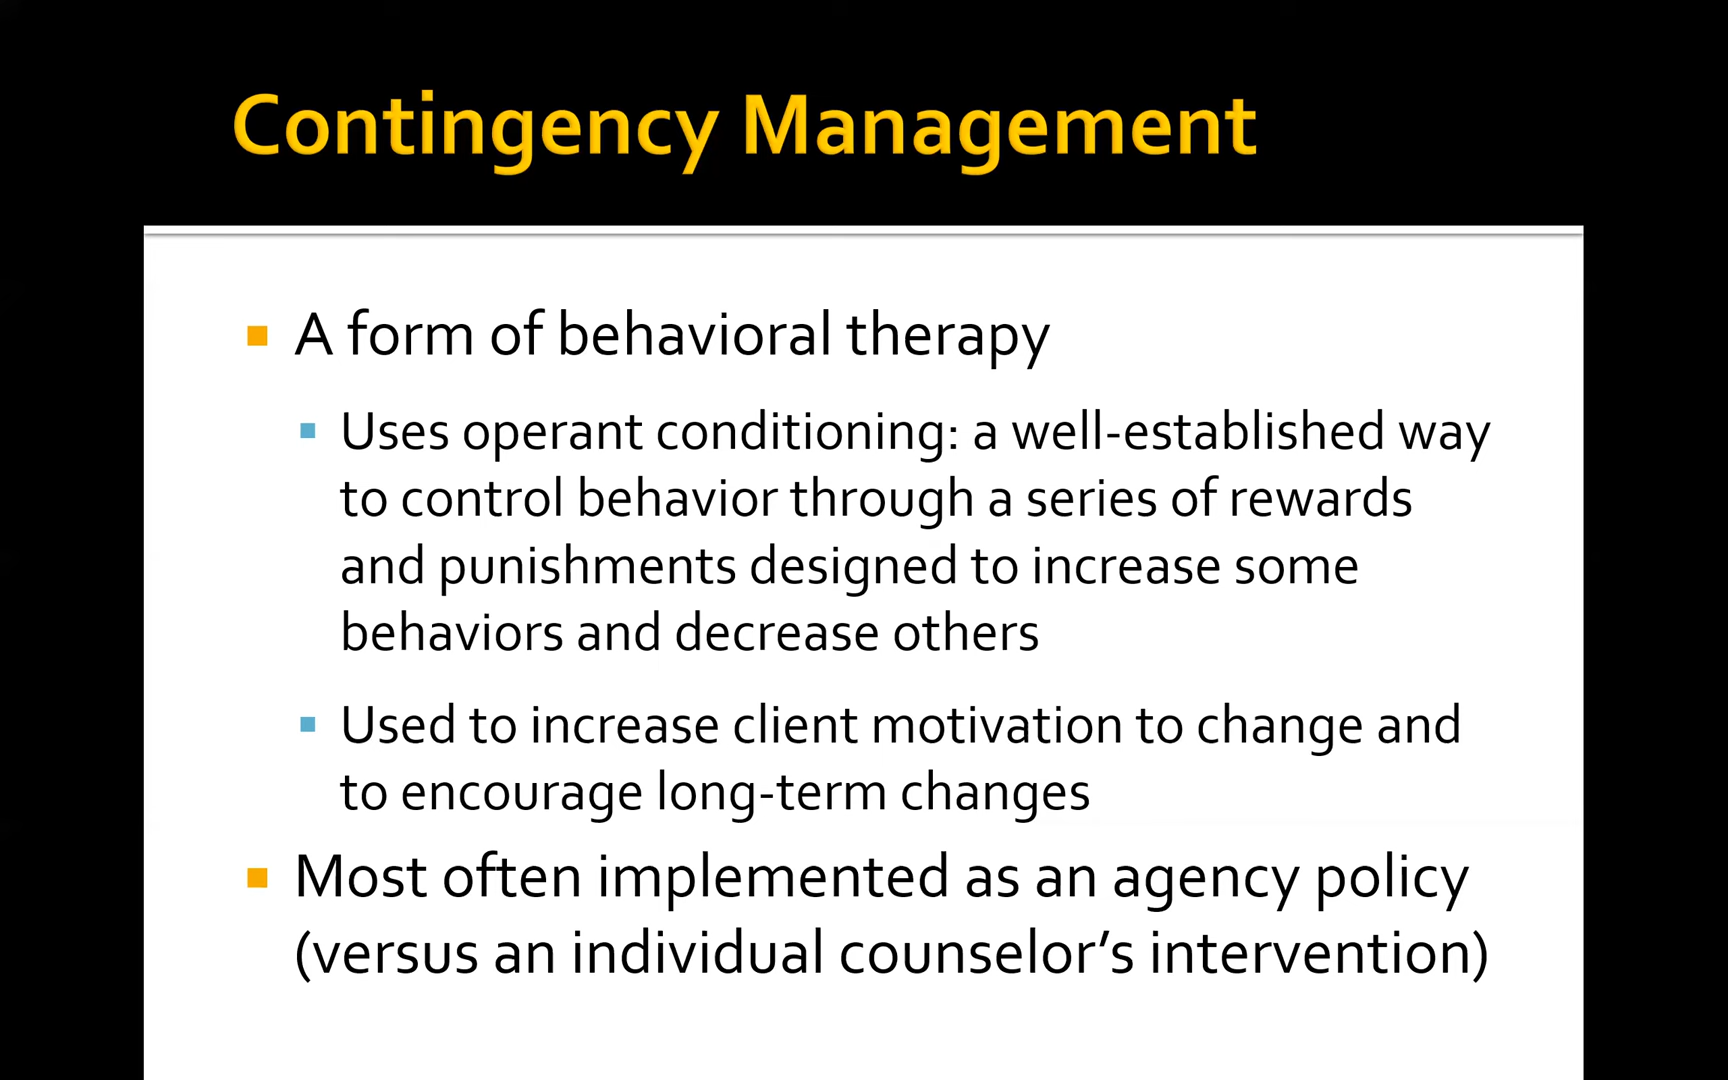 Contingency Management
A form of behavioral therapy
Uses operant conditioning: a well-established way
to control behavior through a series of rewards
and punishments designed to increase some
behaviors and decrease others
Used to increase client motivation to change and
to encourage long-term changes
Most often implemented as an agency policy
(versus an individual counselor’s intervention)